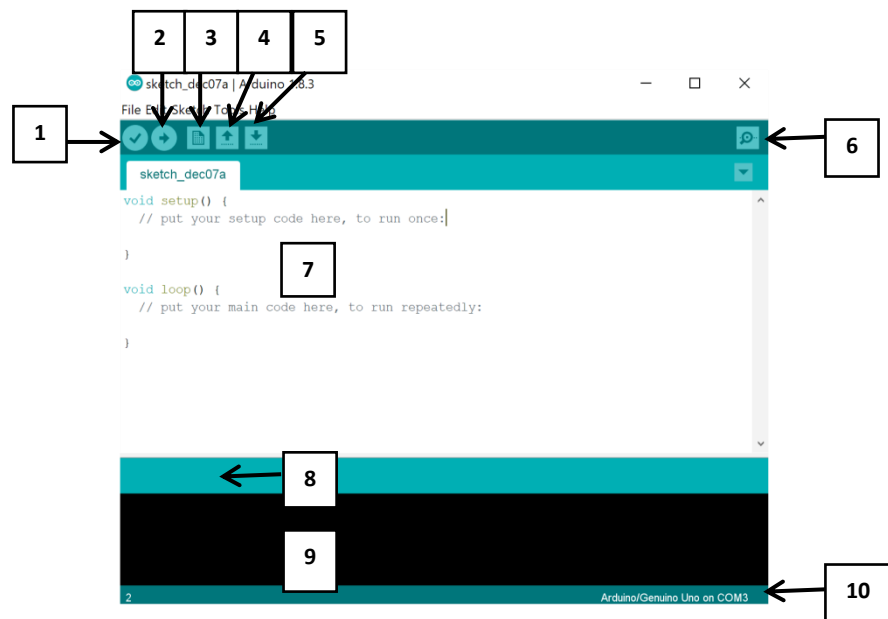 2 3 4 5
sketch_dec07a | Arduino 1.8.3
File Edit Sketch Tools Help
1
6
sketch_dec07a
void setup() {
// put your setup code here, to run once:
}
7
void loop() {
// put your main code here, to run repeatedly:
}
8
9
2 Arduino/Genuino Uno on COM3
10